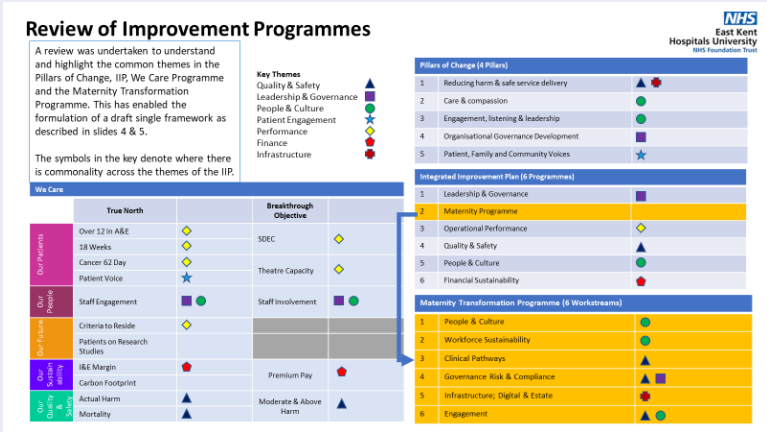 Review of Improvement Programmes
NHS
East Kent
Hospitals University
NHS Foundation Trust
A review was undertaken to understand
and highlight the common themes in the
Pillars of Change, IIP, We Care Programme
and the Maternity Transformation
Programme. This has enabled the
formulation of a draft single framework as
described in slides 4 & 5.
The symbols in the key denote where there
is commonality across the themes of the IIP.
Key Themes
Quality & Safety
Leadership & Governance
People & Culture
Patient Engagement
Performance
Finance
Infrastructure
We Care
True North
Breakthrough
Objective
Our Patients
Over 12 in A&E
18 Weeks
Cancer 62 Day
Patient Voice
SDEC
Theatre Capacity
Our
People
Staff Engagement
Staff Involvement
Our Future
Criteria to Reside
Patients on Research
Studies
Our
Sustain
ability
I&E Margin
Carbon Footprint
Premium Pay
Our
Quality
&
Safety
Actual Harm
Mortality
Moderate & Above
Harm
Pillars of Change (4 Pillars)
1 Reducing harm & safe service delivery
2 Care & compassion
3 Engagement, listening & leadership
4 Organisational Governance Development
5 Patient, Family and Community Voices
Integrated Improvement Plan (6 Programmes)
1 Leadership & Governance
2 Maternity Programme
3 Operational Performance
4 Quality & Safety
5 People & Culture
6 Financial Sustainability
Maternity Transformation Programme (6 Workstreams)
1 People & Culture
2 Workforce Sustainability
3 Clinical Pathways
4 Governance Risk & Compliance
5 Infrastructure; Digital & Estate
6 Engagement